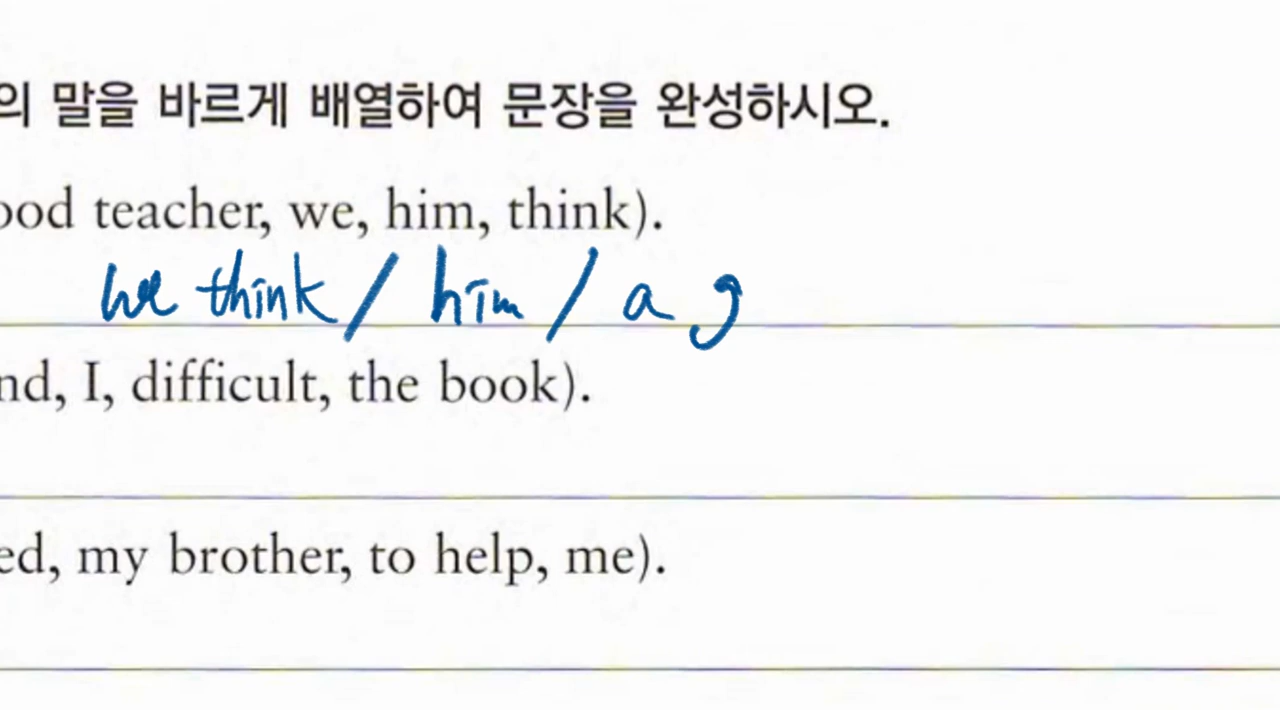 의 말을 바르게 배열하여 문장을 완성하시오.
ood teacher, we, him, think).
we think / him / a g
nd, I, difficult, the book).
ed, my brother, to help, me).